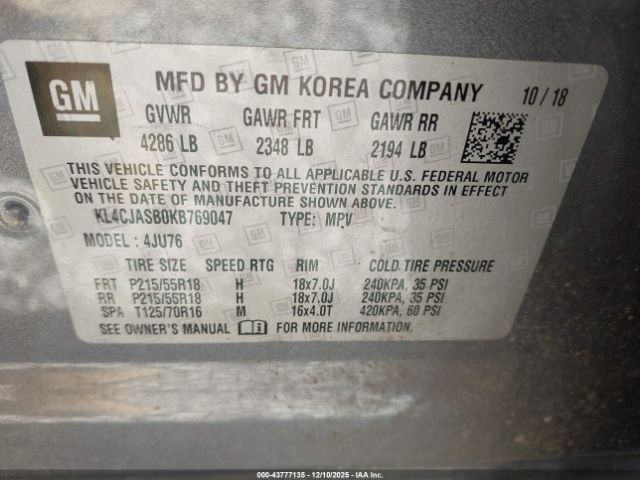 GM
MFD BY GM KOREA COMPANY 10 / 18
GVWR GAWR FRT GAWR RR
4286 LB 2348 LB 2194 LB
THIS VEHICLE CONFORMS TO ALL APPLICABLE U.S. FEDERAL MOTOR
VEHICLE SAFETY AND THEFT PREVENTION STANDARDS IN EFFECT
ON THE DATE OF MANUFACTURE SHOWN ABOVE.
KL4CJASB0KB769047 TYPE: MPV
MODEL : 4JU76
TIRE SIZE SPEED RTG RIM COLD TIRE PRESSURE
FRT P215/55R18 H 18x7.0J 240KPA, 35 PSI
RR P215/55R18 H 18x7.0J 240KPA, 35 PSI
SPA T125/70R16 M 16x4.0T 420KPA, 60 PSI
SEE OWNER'S MANUAL FOR MORE INFORMATION.
000-43777135 - 12/10/2025 - IAA.COM